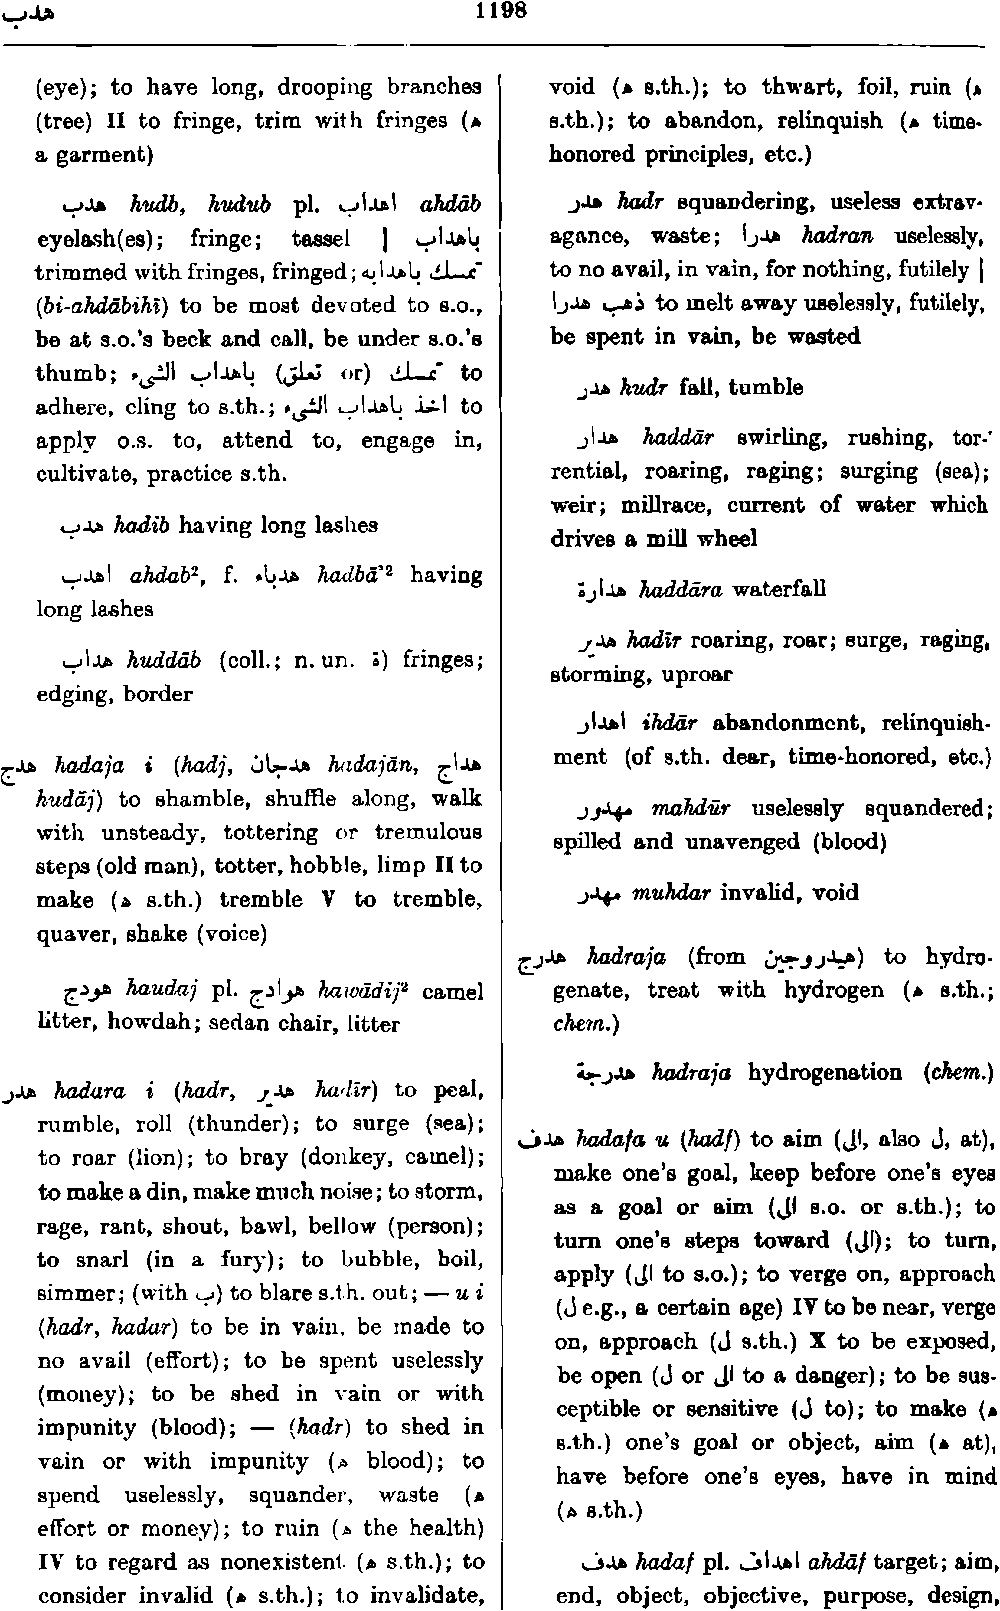 هدب 1198
(eye); to have long, drooping branches
(tree) II to fringe, trim with fringes (ه
a garment)
هدب hudb, hudub pl. اهداب ahdāb
eyelash(es); fringe; tassel | باهداب
trimmed with fringes, fringed; تمسك باهدابه
(bi-ahdābihī) to be most devoted to s.o.,
be at s.o.'s beck and call, be under s.o.'s
thumb; تمسك (or تعلق) باهداب الشىء to
adhere, cling to s.th.; اخذ باهداب الشىء to
apply o.s. to, attend to, engage in,
cultivate, practice s.th.
هدب hadib having long lashes
اهدب ahdab², f. هدباء hadbā'² having
long lashes
هداب huddāb (coll.; n. un. ة) fringes;
edging, border
هدج hadaja i (hadj, هدجان hadajān, هداج
hudāj) to shamble, shuffle along, walk
with unsteady, tottering or tremulous
steps (old man), totter, hobble, limp II to
make (ه s.th.) tremble V to tremble,
quaver, shake (voice)
هودج haudaj pl. هوادج hawādij² camel
litter, howdah; sedan chair, litter
هدر hadara i (hadr, هدير hadīr) to peal,
rumble, roll (thunder); to surge (sea);
to roar (lion); to bray (donkey, camel);
to make a din, make much noise; to storm,
rage, rant, shout, bawl, bellow (person);
to snarl (in a fury); to bubble, boil,
simmer; (with ب) to blare s.th. out; — u i
(hadr, hadar) to be in vain, be made to
no avail (effort); to be spent uselessly
(money); to be shed in vain or with
impunity (blood); — (hadr) to shed in
vain or with impunity (ه blood); to
spend uselessly, squander, waste (ه
effort or money); to ruin (ه the health)
IV to regard as nonexistent (ه s.th.); to
consider invalid (ه s.th.); to invalidate,
void (ه s.th.); to thwart, foil, ruin (ه
s.th.); to abandon, relinquish (ه time-
honored principles, etc.)
هدر hadr squandering, useless extrav-
agance, waste; هدرا hadran uselessly,
to no avail, in vain, for nothing, futilely |
ذهب هدرا to melt away uselessly, futilely,
be spent in vain, be wasted
هدر hudr fall, tumble
هدار haddār swirling, rushing, tor-
rential, roaring, raging; surging (sea);
weir; millrace, current of water which
drives a mill wheel
هدارة haddāra waterfall
هدير hadīr roaring, roar; surge, raging,
storming, uproar
اهدار ihdār abandonment, relinquish-
ment (of s.th. dear, time-honored, etc.)
مهدور mahdūr uselessly squandered;
spilled and unavenged (blood)
مهدر muhdar invalid, void
هدرج hadraja (from هيدروجين) to hydro-
genate, treat with hydrogen (ه s.th.;
chem.)
هدرجة hadraja hydrogenation (chem.)
هدف hadafa u (hadf) to aim (الى, also ل, at),
make one's goal, keep before one's eyes
as a goal or aim (الى s.o. or s.th.); to
turn one's steps toward (الى); to turn,
apply (الى to s.o.); to verge on, approach
(ل e.g., a certain age) IV to be near, verge
on, approach (ل s.th.) X to be exposed,
be open (ل or الى to a danger); to be sus-
ceptible or sensitive (ل to); to make (ه
s.th.) one's goal or object, aim (ه at),
have before one's eyes, have in mind
(ه s.th.)
هدف hadaf pl. اهداف ahdāf target; aim,
end, object, objective, purpose, design,